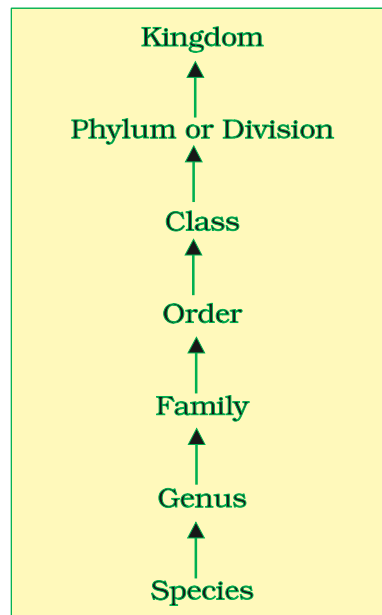 Kingdom
Phylum or Division
Class
Order
Family
Genus
Species